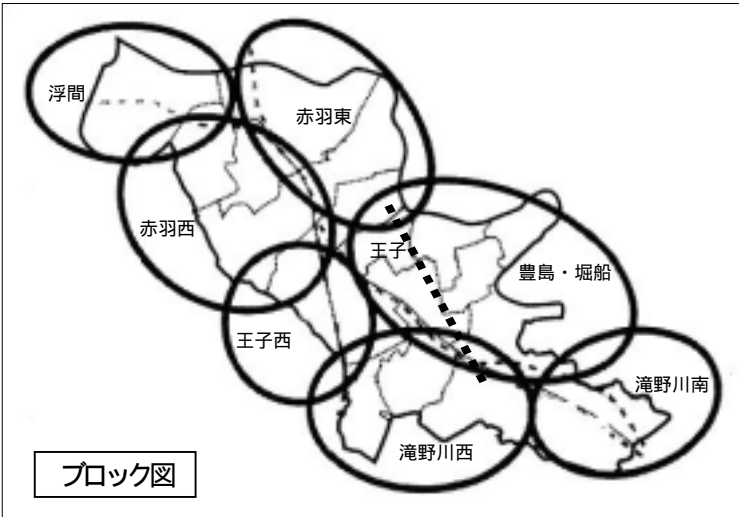 浮間
赤羽東
赤羽西
王子
豊島・堀船
王子西
滝野川南
滝野川西
ブロック図